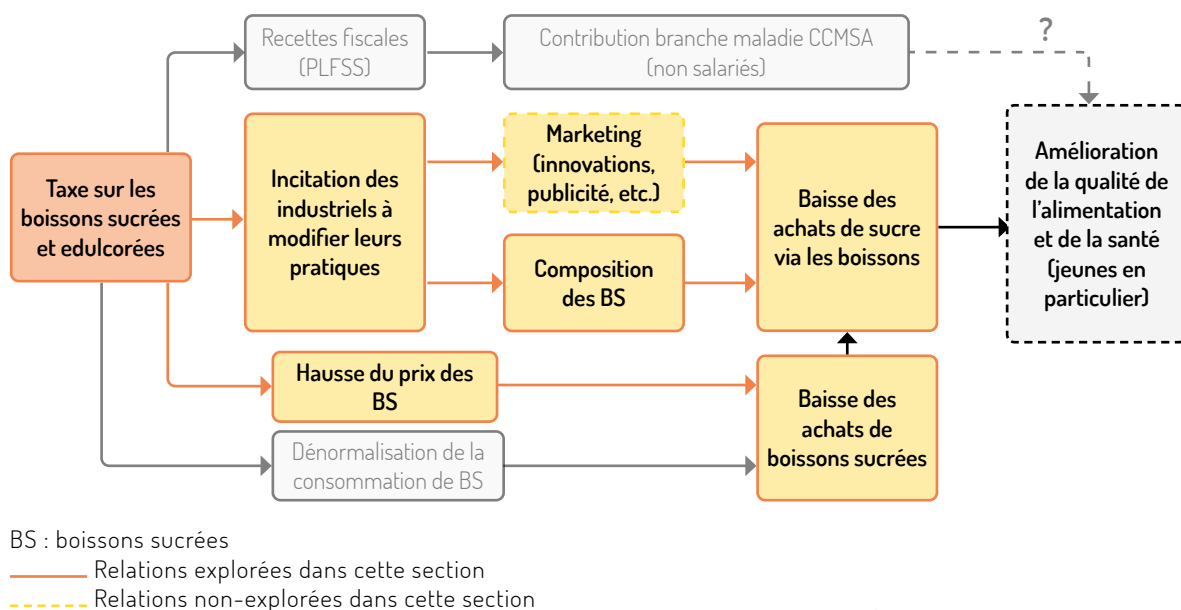 Recettes fiscales
(PLFSS)
Contribution branche maladie CCMSA
(non salariés)
?
Taxe sur les
boissons sucrées
et edulcorées
Incitation des
industriels à
modifier leurs
pratiques
Marketing
(innovations,
publicité, etc.)
Composition
des BS
Baisse des
achats de sucre
via les boissons
Amélioration
de la qualité de
l'alimentation
et de la santé
(jeunes en
particulier)
Hausse du prix des
BS
Baisse des
achats de
boissons sucrées
Dénormalisation de la
consommation de BS
BS : boissons sucrées
Relations explorées dans cette section
Relations non-explorées dans cette section